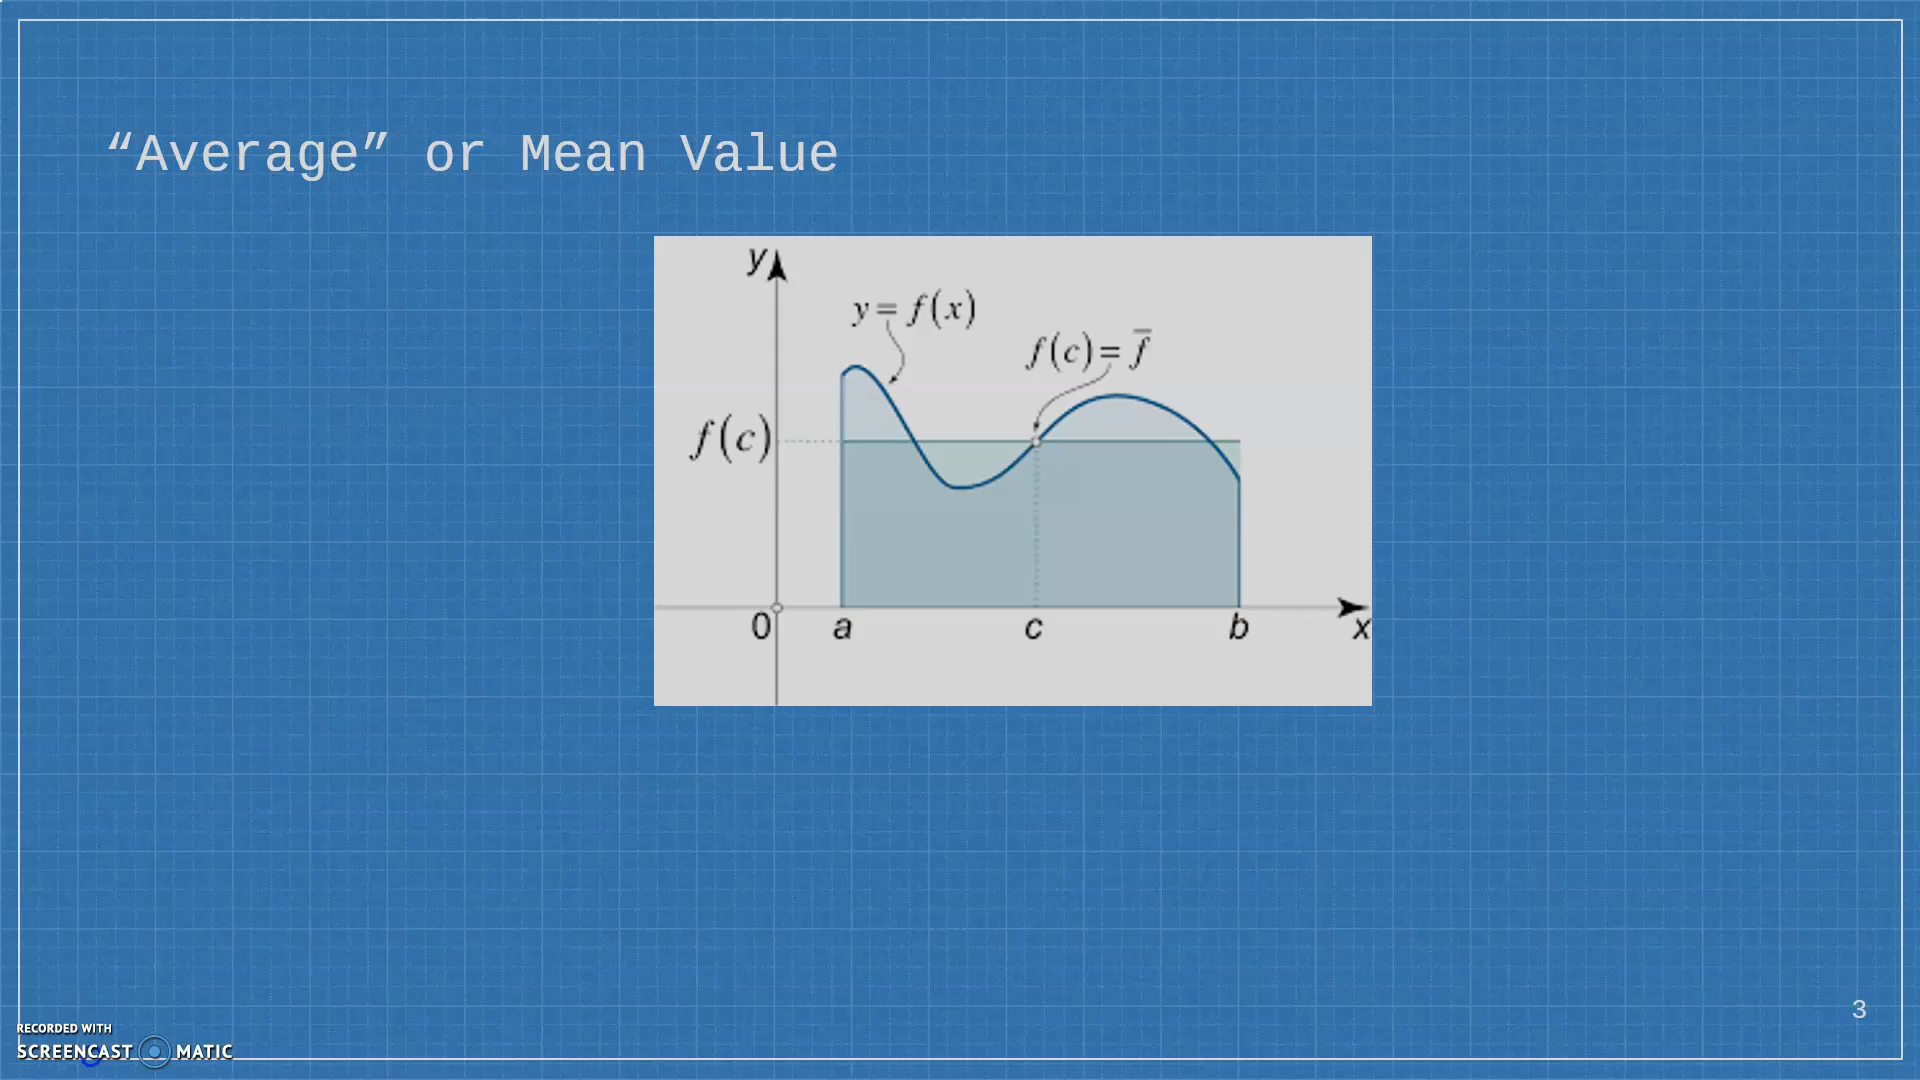 “Average” or Mean Value
y
y = f(x)
f(c) = f̅
f(c)
0 a c b x
3
RECORDED WITH
SCREENCAST MATIC